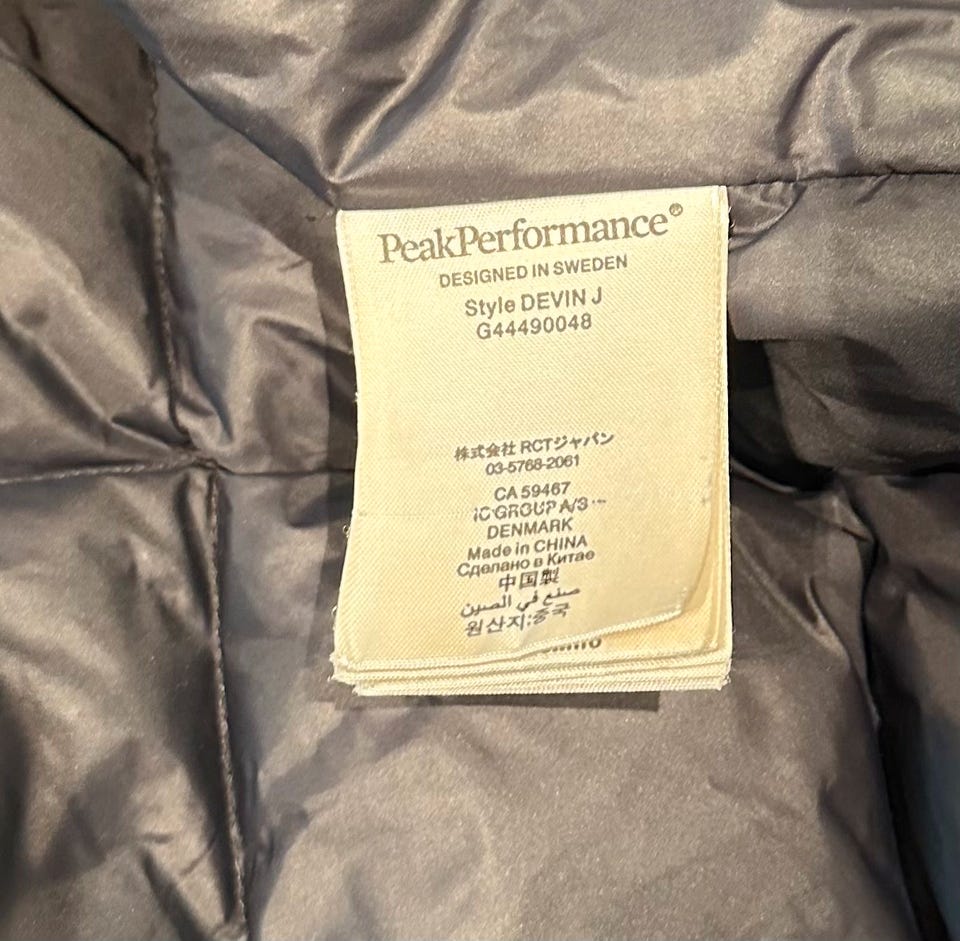 PeakPerformance®
DESIGNED IN SWEDEN
Style DEVIN J
G44490048
株式会社 RCTジャパン
03-5768-2061
CA 59467
IC GROUP A/S
DENMARK
Made in CHINA
Сделано в Китае
中国製
صنع في الصين
원산지:중국